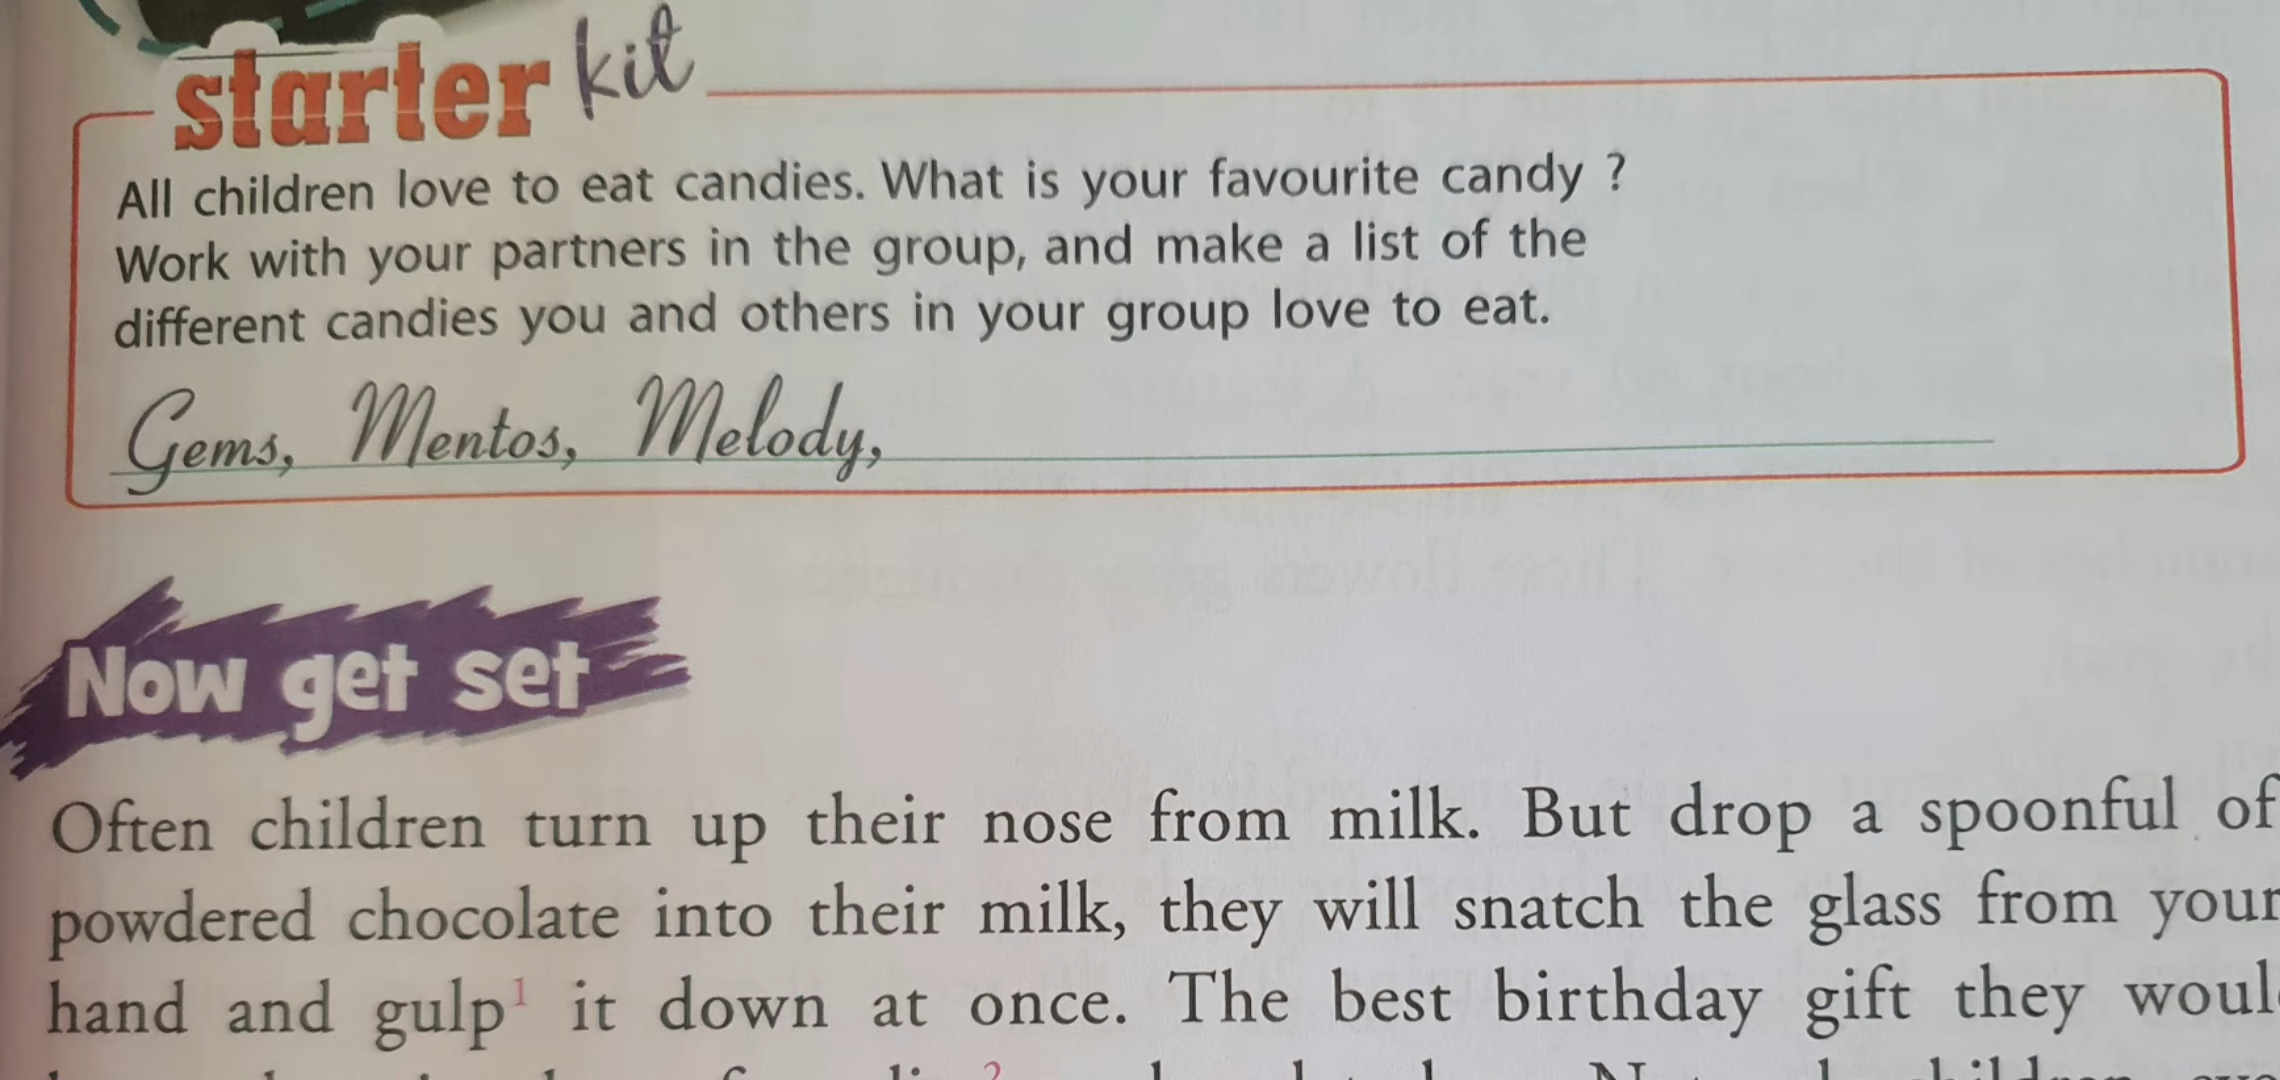 starter kit
All children love to eat candies. What is your favourite candy ?
Work with your partners in the group, and make a list of the
different candies you and others in your group love to eat.
Gems, Mentos, Melody,
Now get set
Often children turn up their nose from milk. But drop a spoonful of
powdered chocolate into their milk, they will snatch the glass from your
hand and gulp¹ it down at once. The best birthday gift they woul